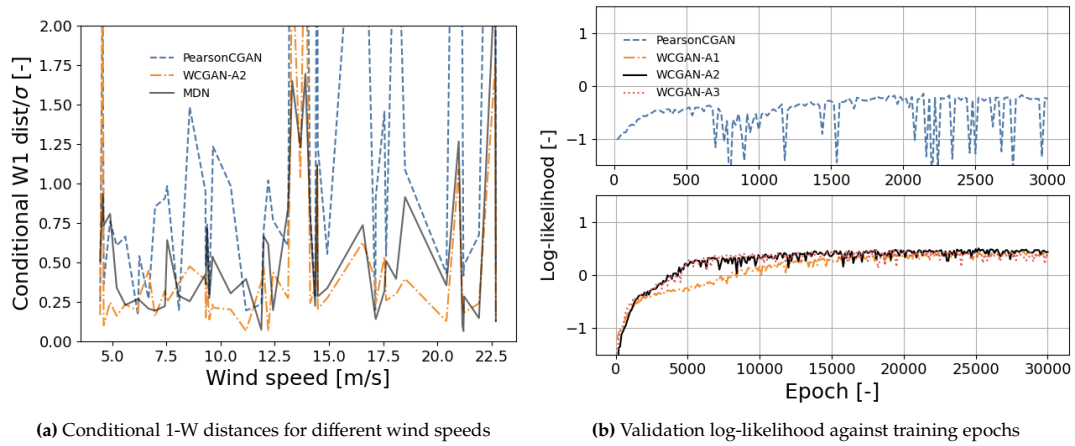 2.00
1.75
1.50
1.25
1.00
0.75
0.50
0.25
0.00
Conditional W1 dist/σ [-]
PearsonCGAN
WCGAN-A2
MDN
5.0 7.5 10.0 12.5 15.0 17.5 20.0 22.5
Wind speed [m/s]
(a) Conditional 1-W distances for different wind speeds
1
0
−1
PearsonCGAN
WCGAN-A1
WCGAN-A2
WCGAN-A3
0 500 1000 1500 2000 2500 3000
Log-likelihood [-]
1
0
−1
0 5000 10000 15000 20000 25000 30000
Epoch [-]
(b) Validation log-likelihood against training epochs